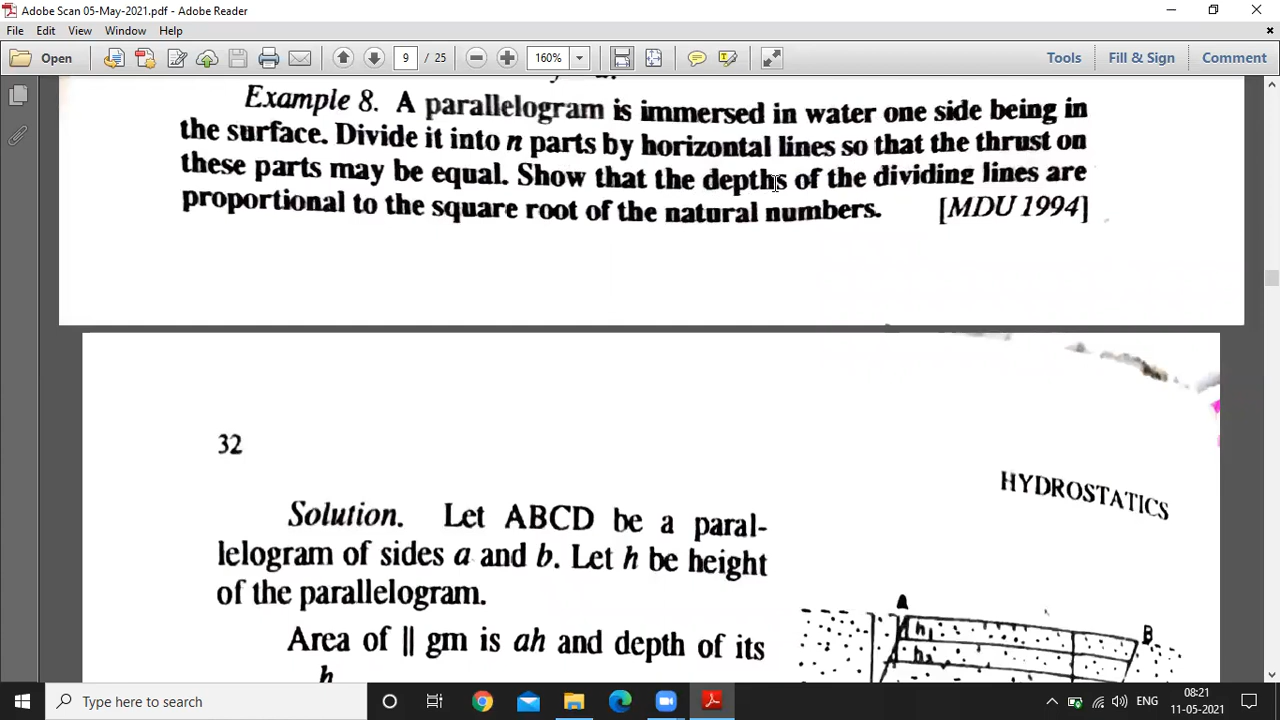 Adobe Scan 05-May-2021.pdf - Adobe Reader
File Edit View Window Help
Open 9 / 25 160% Tools Fill & Sign Comment
Example 8. A parallelogram is immersed in water one side being in
the surface. Divide it into n parts by horizontal lines so that the thrust on
these parts may be equal. Show that the depths of the dividing lines are
proportional to the square root of the natural numbers. [MDU 1994]
32
HYDROSTATICS
Solution. Let ABCD be a paral-
lelogram of sides a and b. Let h be height
of the parallelogram.
Area of || gm is ah and depth of its
h
A
B
h₁
h₂
Type here to search
08:21
11-05-2021